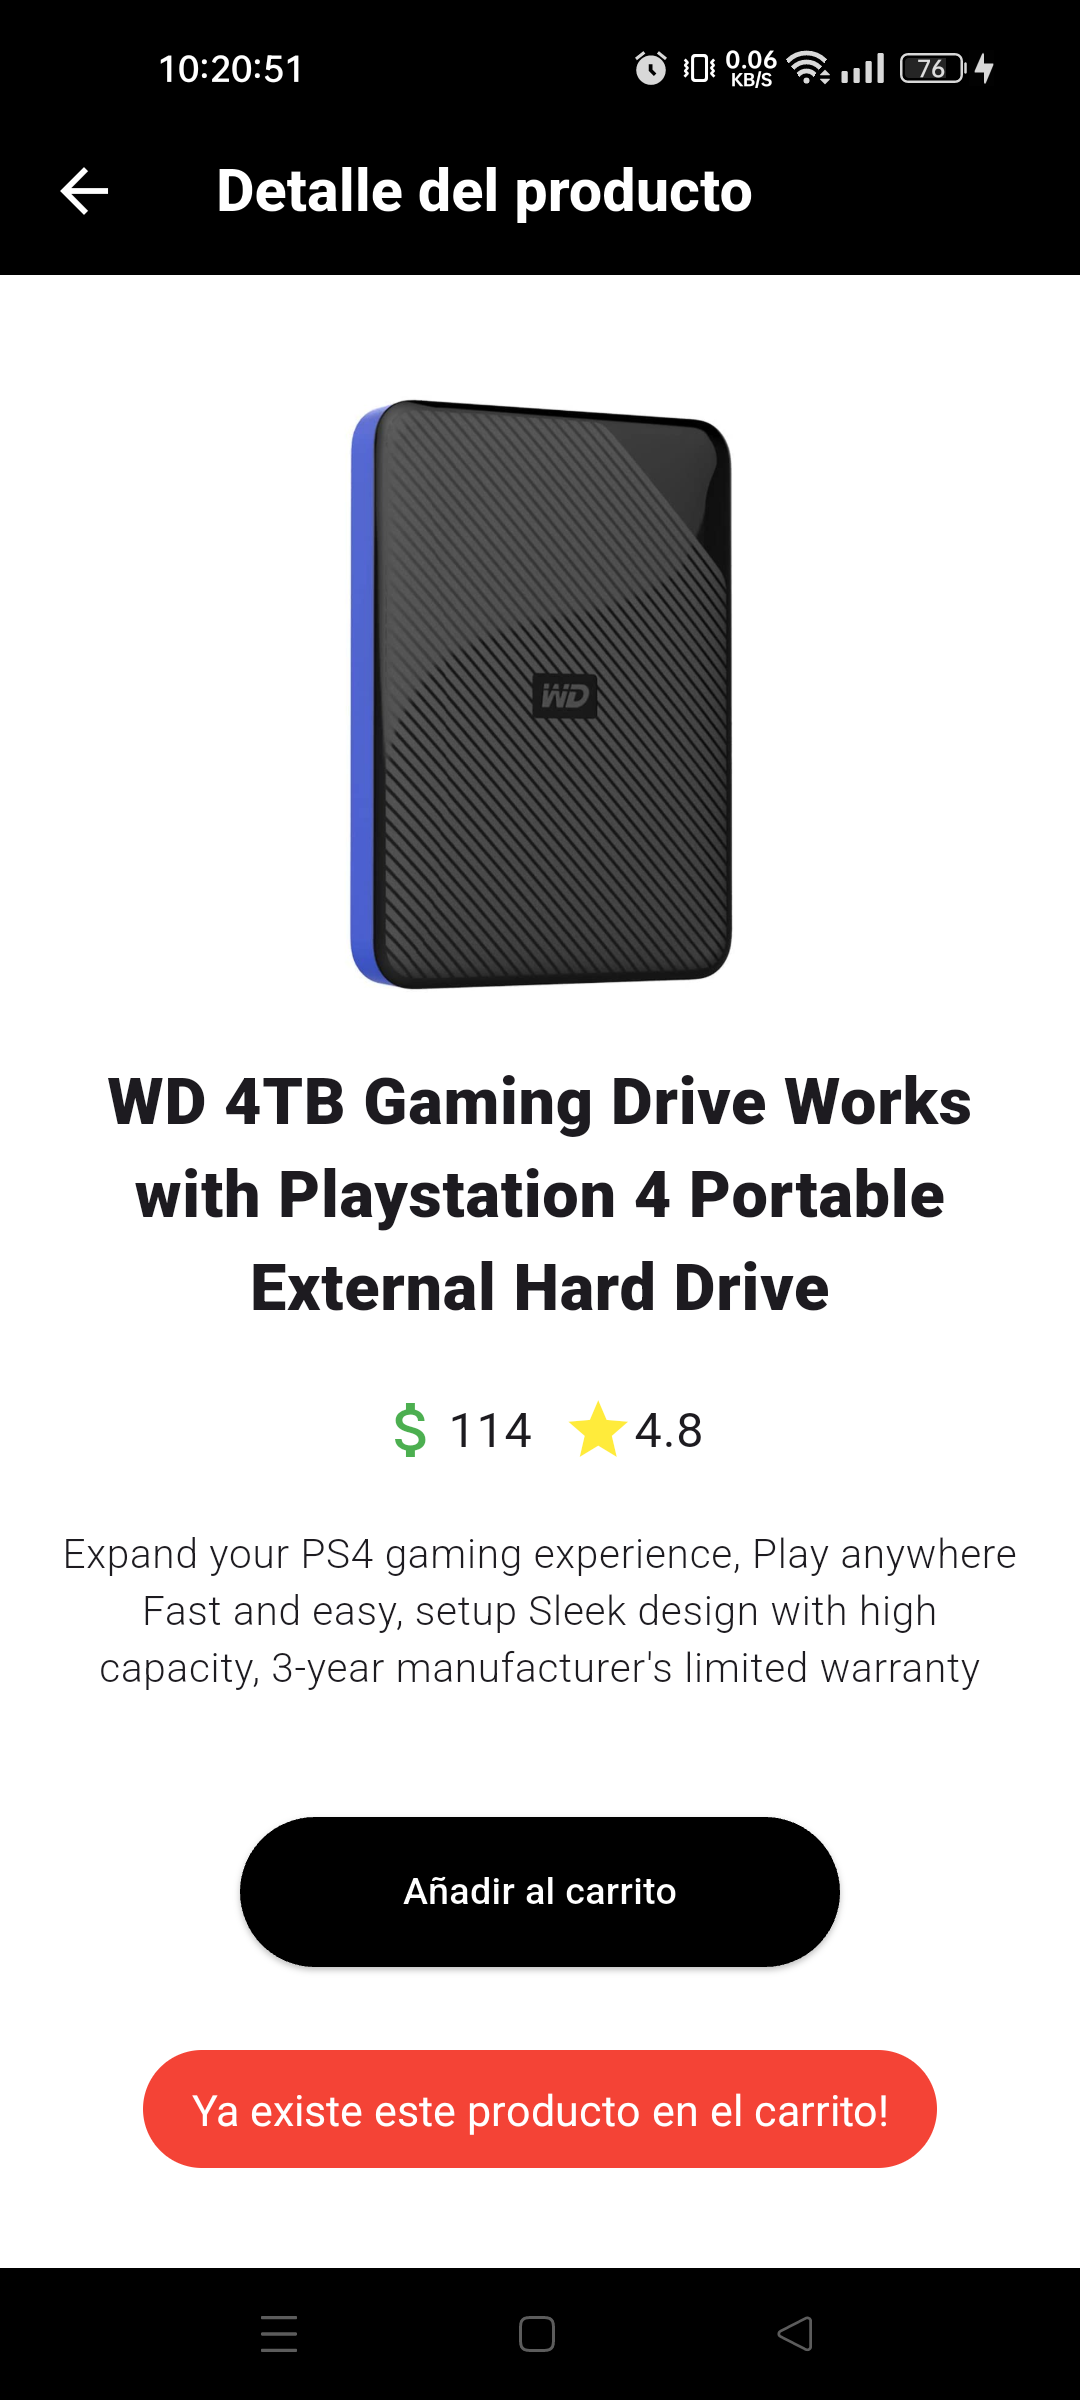 10:20:51
0.06
KB/S
76
Detalle del producto
WD
WD 4TB Gaming Drive Works
with Playstation 4 Portable
External Hard Drive
$ 114 4.8
Expand your PS4 gaming experience, Play anywhere
Fast and easy, setup Sleek design with high
capacity, 3-year manufacturer's limited warranty
Añadir al carrito
Ya existe este producto en el carrito!